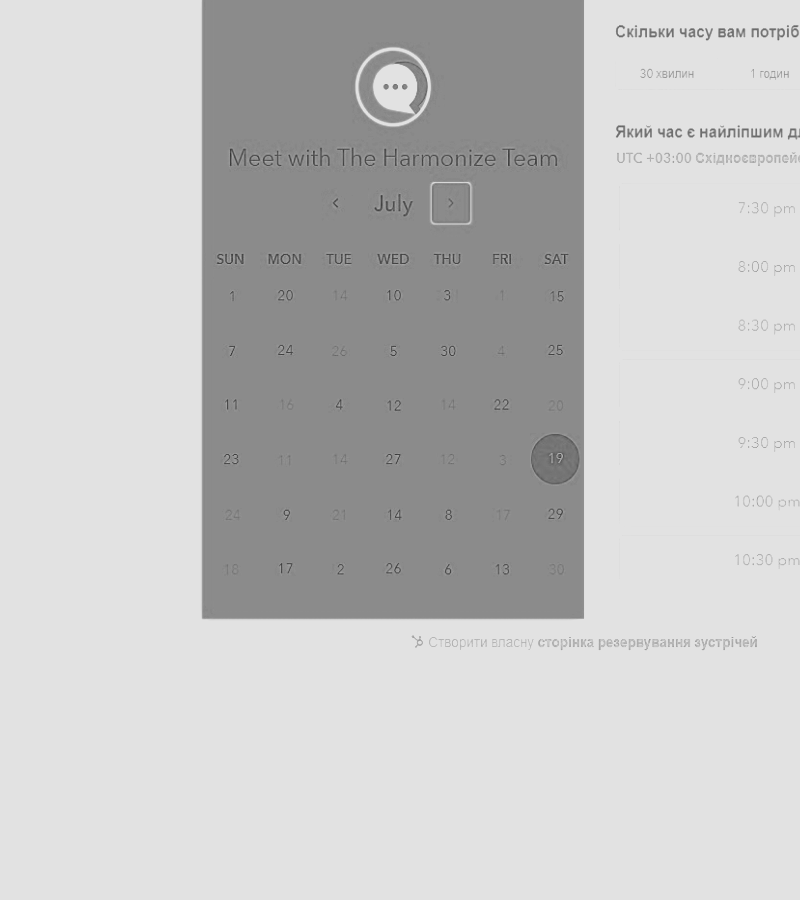 Meet with The Harmonize Team
July
SUN MON TUE WED THU FRI SAT
1 20 14 10 3 1 15
7 24 26 5 30 4 25
11 16 4 12 14 22 20
23 11 14 27 12 3 19
24 9 21 14 8 17 29
18 17 2 26 6 13 30
Скільки часу вам потріб
30 хвилин 1 годин
Який час є найліпшим дл
UTC +03:00 Східноєвропейс
7:30 pm
8:00 pm
8:30 pm
9:00 pm
9:30 pm
10:00 pm
10:30 pm
Створити власну сторінка резервування зустрічей